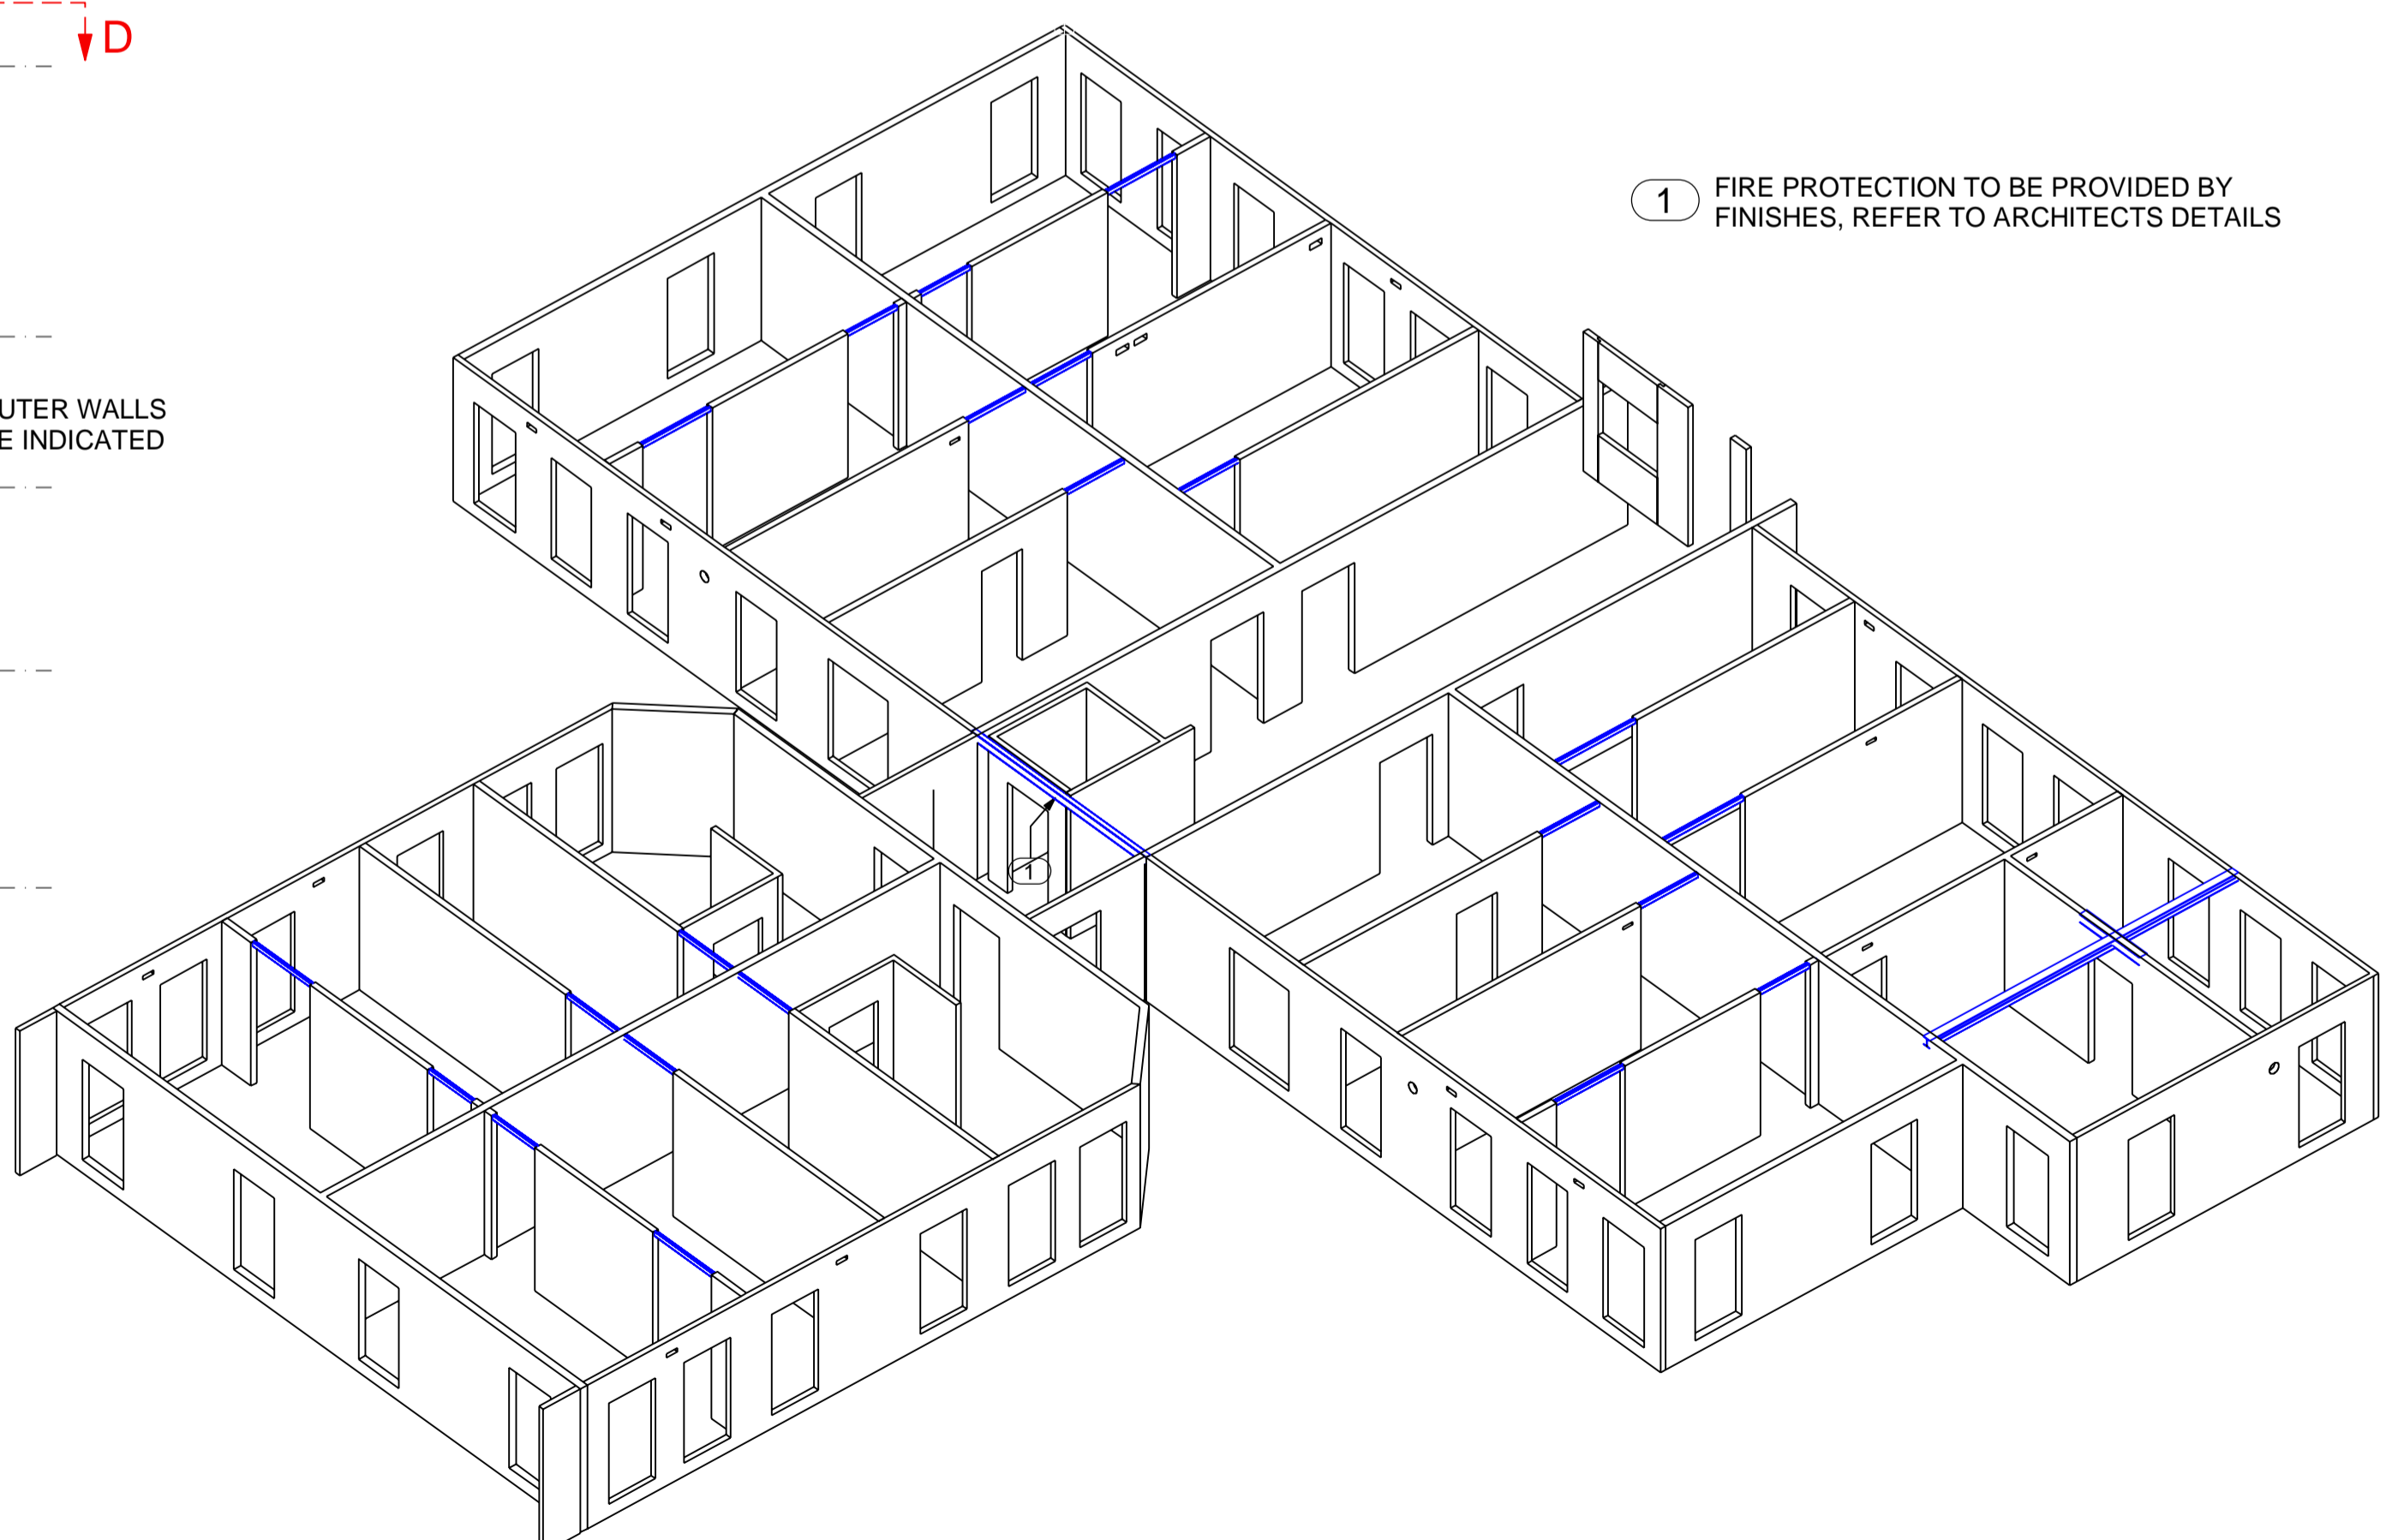 D
1 FIRE PROTECTION TO BE PROVIDED BY
FINISHES, REFER TO ARCHITECTS DETAILS
UTER WALLS
E INDICATED
1